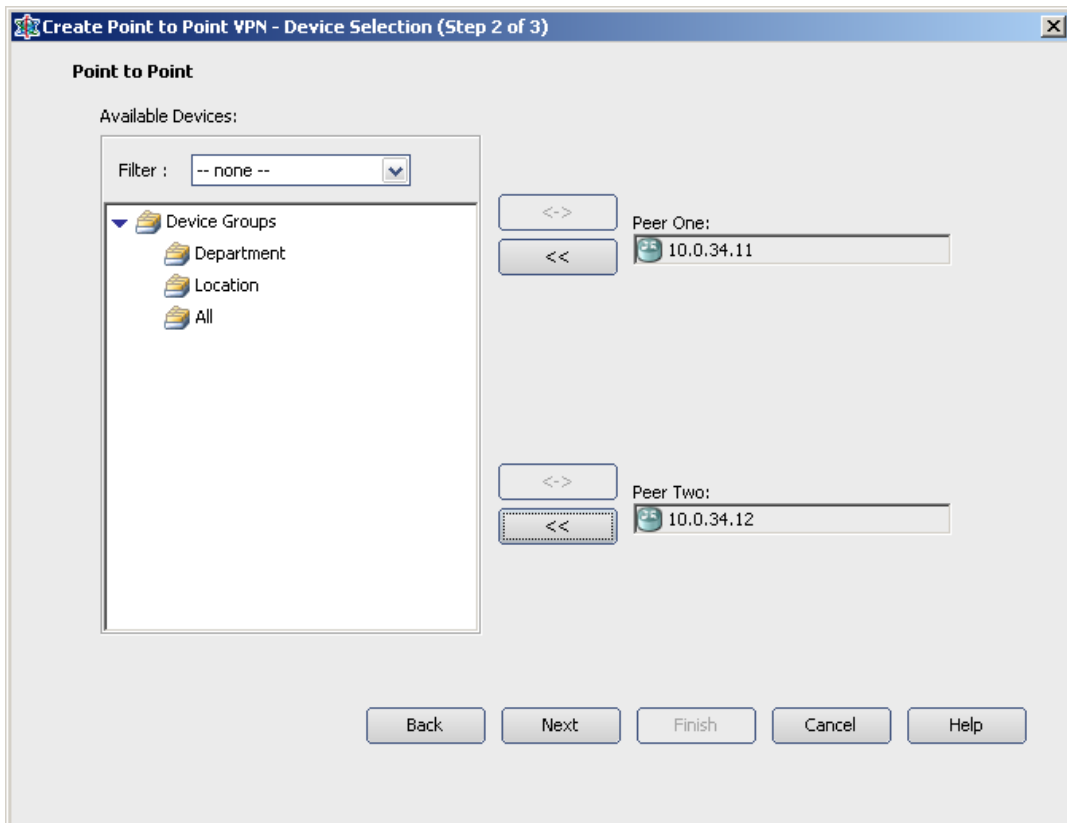 Create Point to Point VPN - Device Selection (Step 2 of 3)
Point to Point
Available Devices:
Filter : -- none --
Device Groups
Department
Location
All
<->
<<
Peer One:
10.0.34.11
<->
<<
Peer Two:
10.0.34.12
Back Next Finish Cancel Help